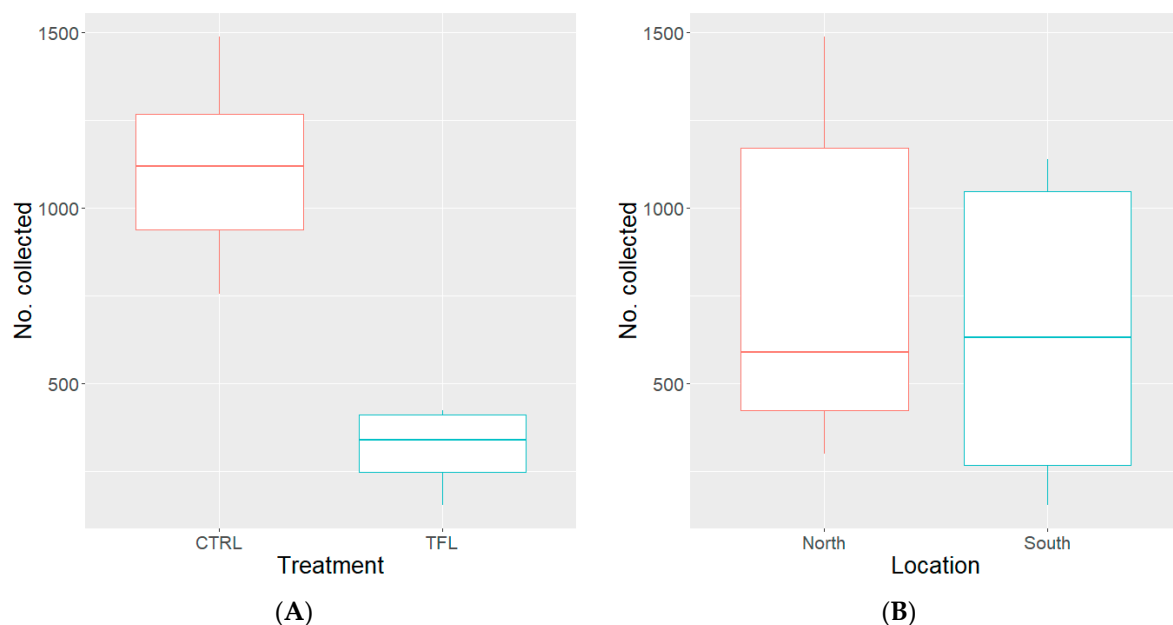 1500
1000
500
No. collected
CTRL
TFL
Treatment
(A)
1500
1000
500
No. collected
North
South
Location
(B)